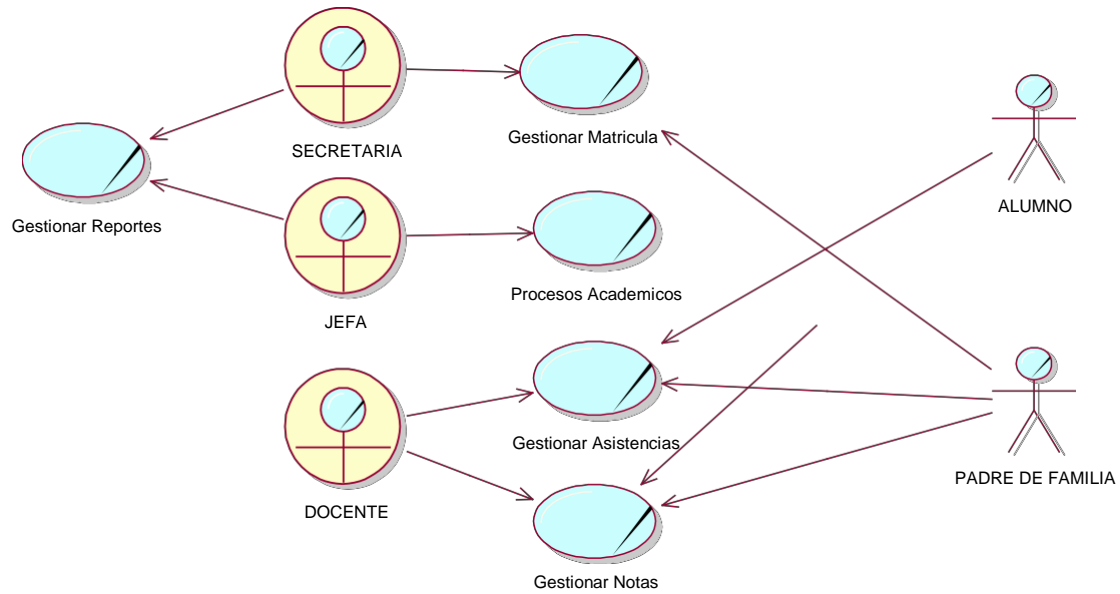 SECRETARIA
Gestionar Matricula
Gestionar Reportes
ALUMNO
JEFA
Procesos Academicos
Gestionar Asistencias
PADRE DE FAMILIA
DOCENTE
Gestionar Notas